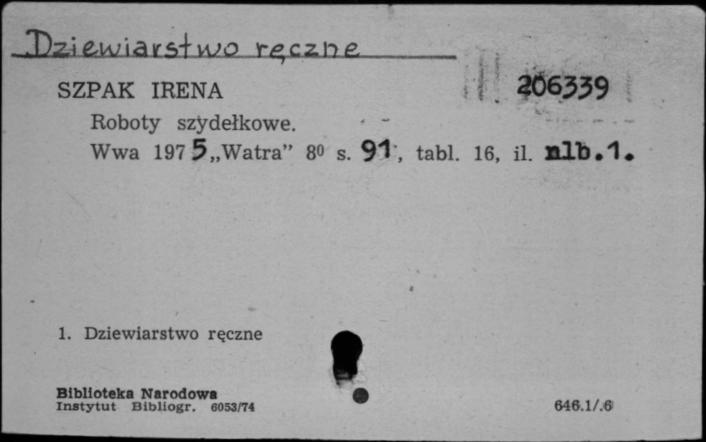 Dziewiarstwo ręczne
SZPAK IRENA 206339
Roboty szydełkowe.
Wwa 1975 „Watra” 8⁰ s. 91, tabl. 16, il. nlb.1.
1. Dziewiarstwo ręczne
Biblioteka Narodowa
Instytut Bibliogr. 6053/74 646.1/.6